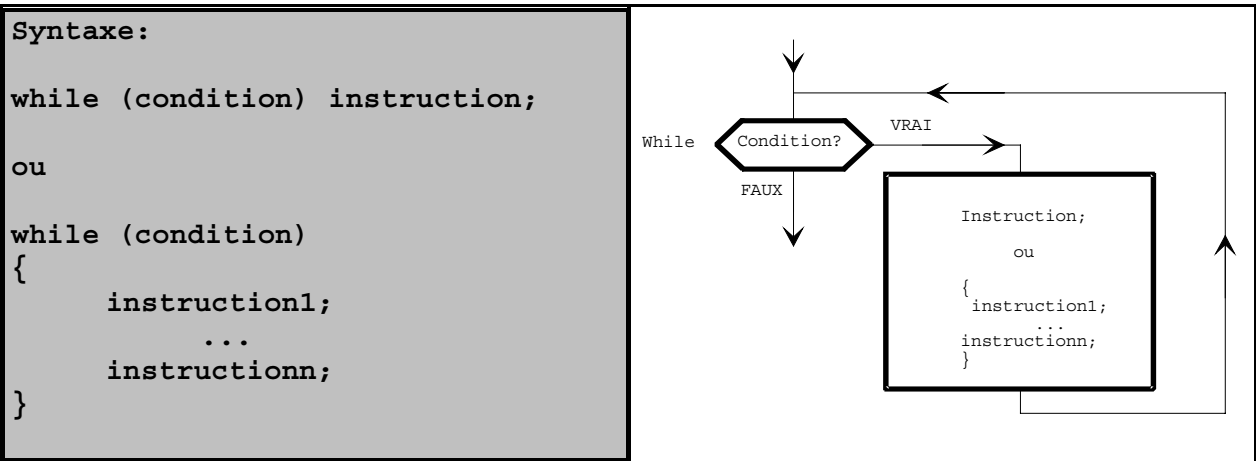 Syntaxe:
while (condition) instruction;
ou
while (condition)
{
instruction1;
...
instructionn;
}
While
Condition?
VRAI
FAUX
Instruction;
ou
{
instruction1;
...
instructionn;
}